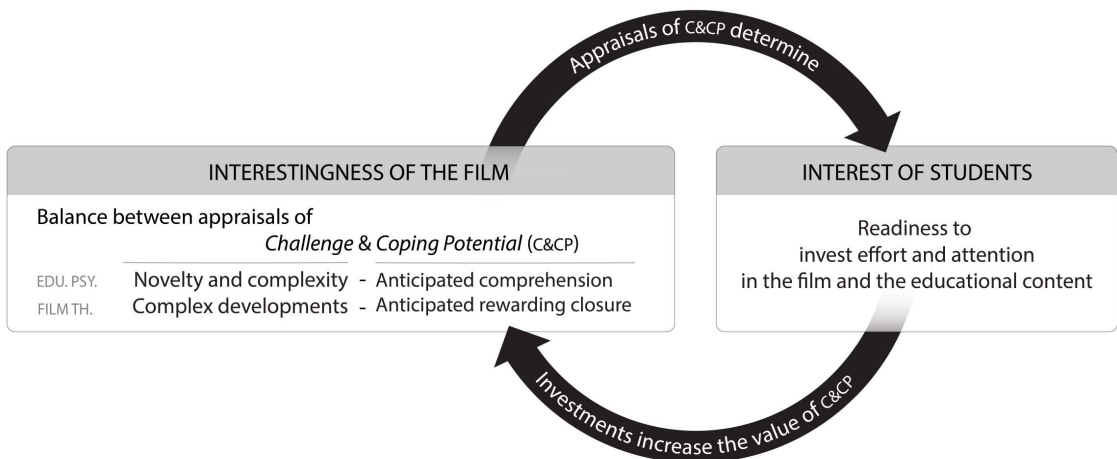 Appraisals of C&CP determine
INTERESTINGNESS OF THE FILM
Balance between appraisals of
Challenge & Coping Potential (C&CP)
EDU. PSY. Novelty and complexity - Anticipated comprehension
FILM TH. Complex developments - Anticipated rewarding closure
INTEREST OF STUDENTS
Readiness to
invest effort and attention
in the film and the educational content
Investments increase the value of C&CP